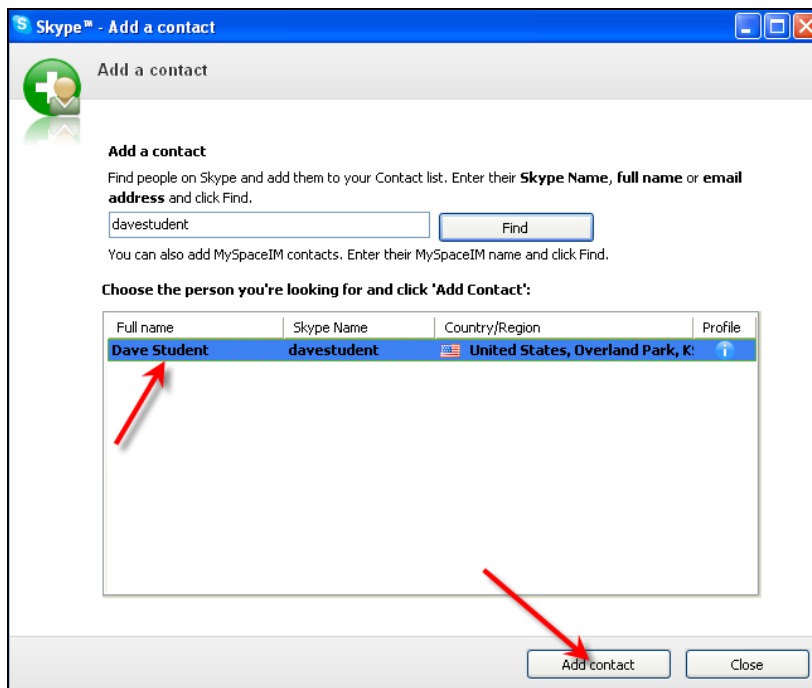 Skype™ - Add a contact
Add a contact
Add a contact
Find people on Skype and add them to your Contact list. Enter their Skype Name, full name or email
address and click Find.
davestudent
Find
You can also add MySpaceIM contacts. Enter their MySpaceIM name and click Find.
Choose the person you're looking for and click 'Add Contact':
Full name Skype Name Country/Region Profile
Dave Student davestudent United States, Overland Park, K
Add contact Close